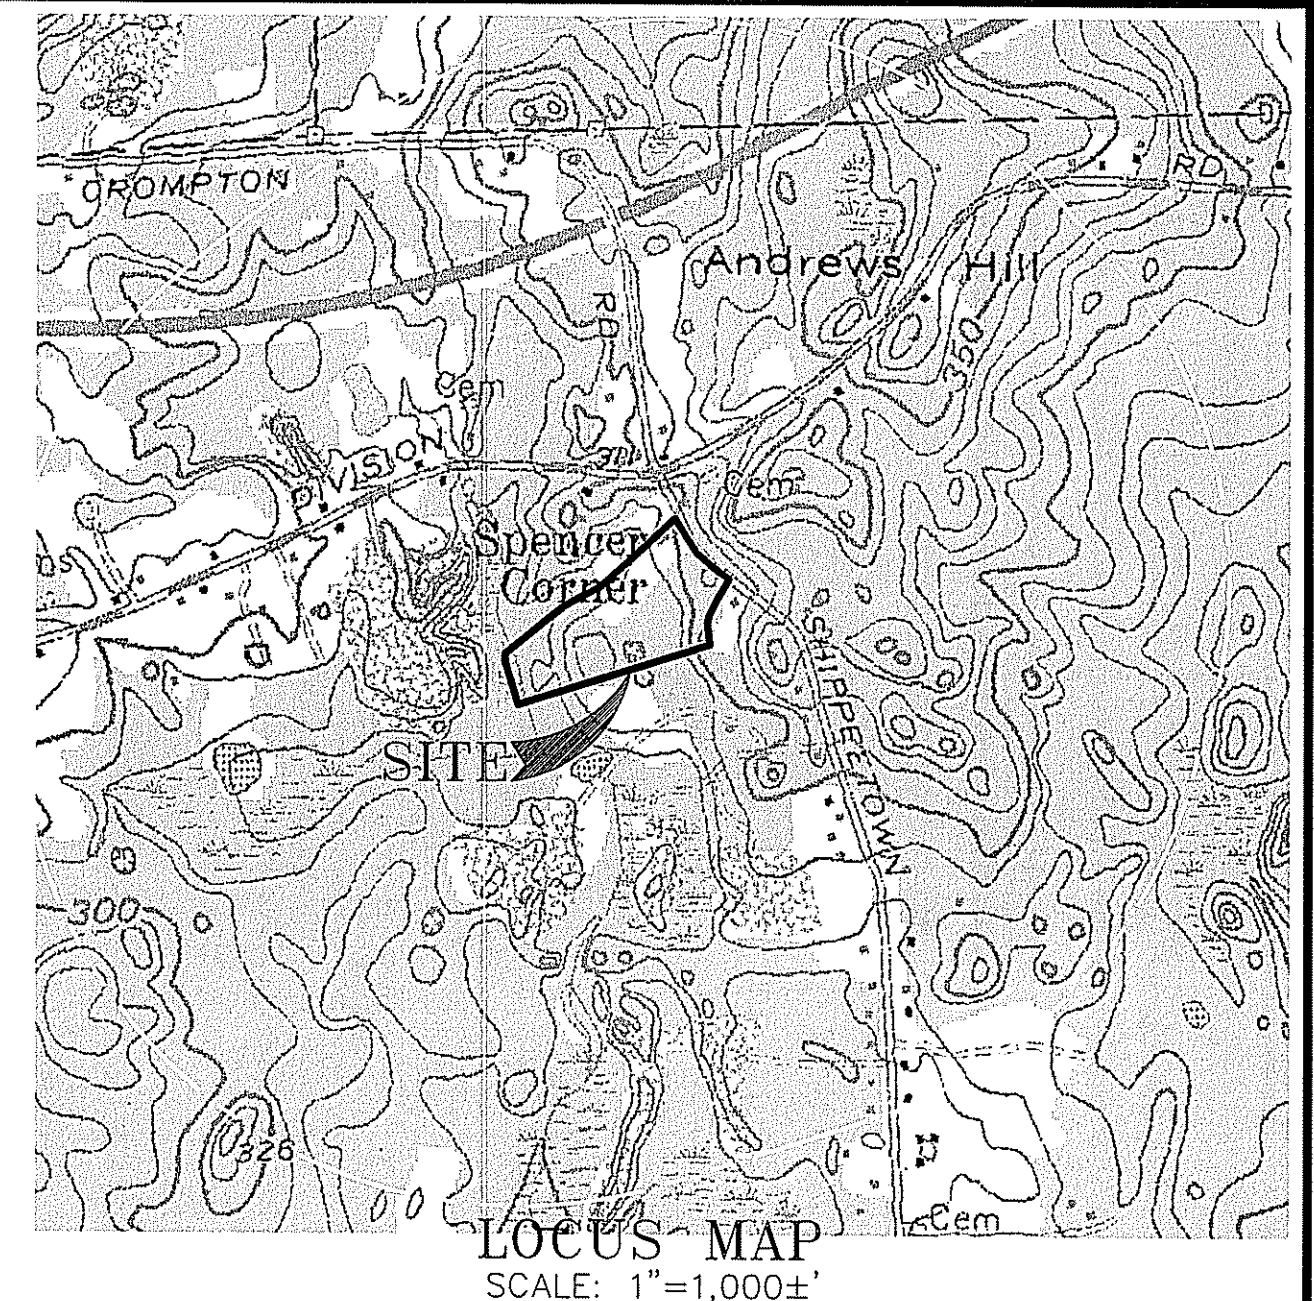 CROMPTON
RD
Andrews Hill
RD
350
Cem
DIVISION
Cem
Spencer
Corner
SHIPPEETOWN
SITE
300
326
Cem
LOCUS MAP
SCALE: 1"=1,000±'